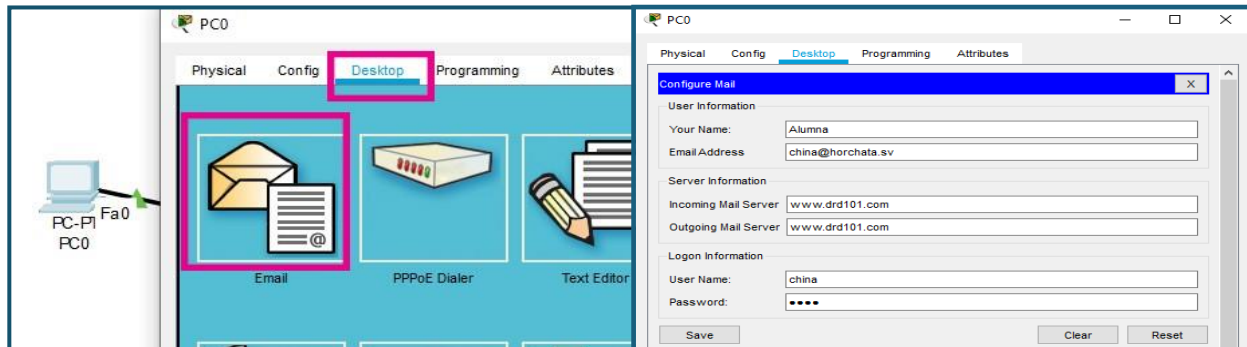 PC0
Physical Config Desktop Programming Attributes
Email PPPoE Dialer Text Editor
PC-PT Fa0
PC0
PC0
Physical Config Desktop Programming Attributes
Configure Mail X
User Information
Your Name: Alumna
Email Address china@horchata.sv
Server Information
Incoming Mail Server www.drd101.com
Outgoing Mail Server www.drd101.com
Logon Information
User Name: china
Password: ••••
Save Clear Reset